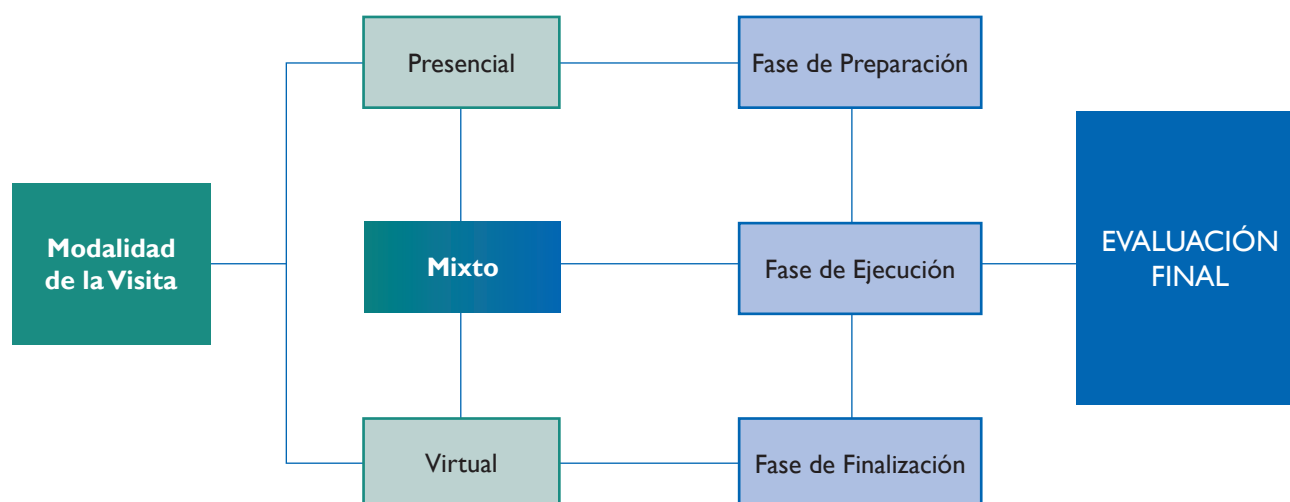 Presencial
Fase de Preparación
Modalidad
de la Visita
Mixto
Fase de Ejecución
EVALUACIÓN
FINAL
Virtual
Fase de Finalización